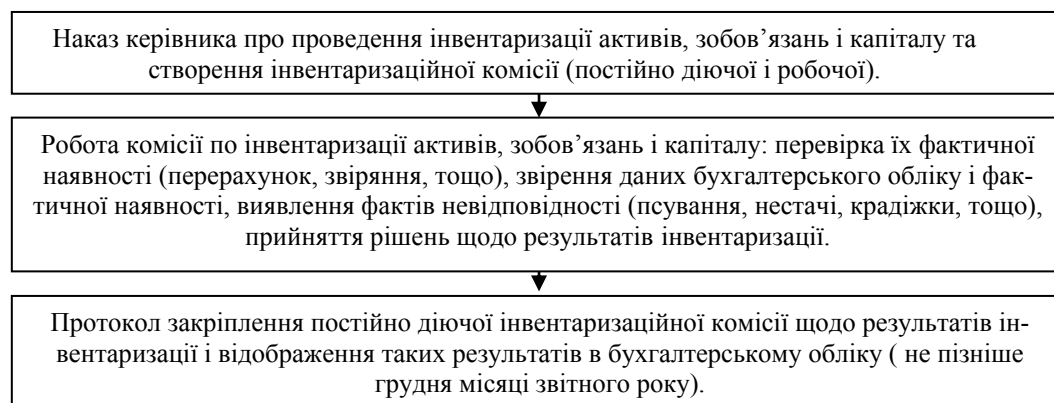 Наказ керівника про проведення інвентаризації активів, зобов’язань і капіталу та
створення інвентаризаційної комісії (постійно діючої і робочої).
Робота комісії по інвентаризації активів, зобов’язань і капіталу: перевірка їх фактичної
наявності (перерахунок, звіряння, тощо), звірення даних бухгалтерського обліку і фак-
тичної наявності, виявлення фактів невідповідності (псування, нестачі, крадіжки, тощо),
прийняття рішень щодо результатів інвентаризації.
Протокол закріплення постійно діючої інвентаризаційної комісії щодо результатів ін-
вентаризації і відображення таких результатів в бухгалтерському обліку ( не пізніше
грудня місяці звітного року).